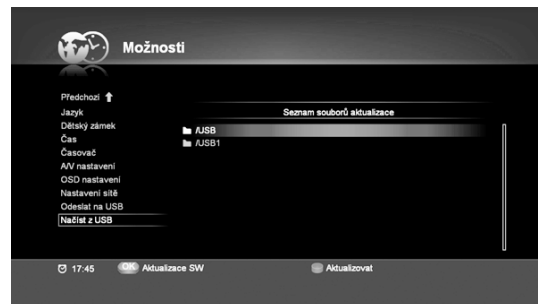 Možnosti
Předchozí
Jazyk
Seznam souborů aktualizace
Dětský zámek
/USB
Čas
/USB1
Časovač
A/V nastavení
OSD nastavení
Nastavení sítě
Odeslat na USB
Načíst z USB
17:45 OK Aktualizace SW Aktualizovat